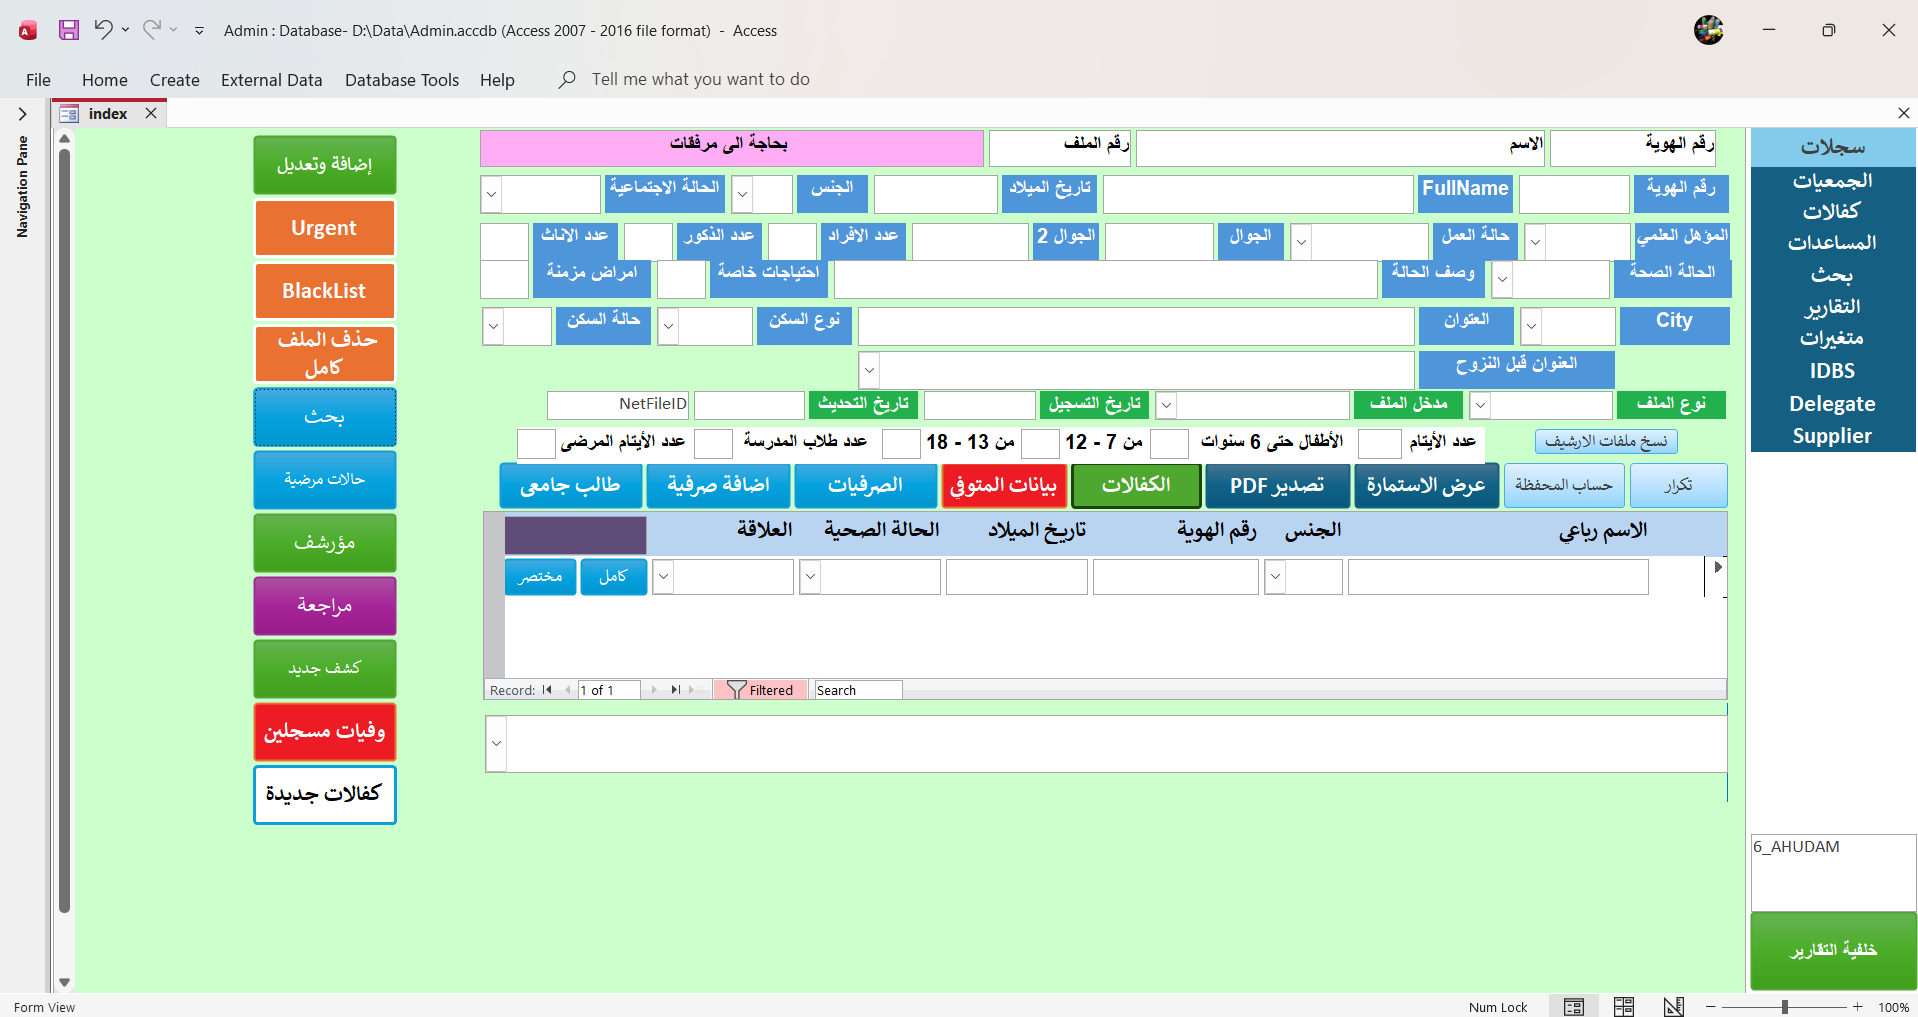 Admin : Database- D:\Data\Admin.accdb (Access 2007 - 2016 file format) - Access
File Home Create External Data Database Tools Help Tell me what you want to do
index
Navigation Pane
رقم الهوية الاسم رقم الملف بحاجة الى مرفقات
رقم الهوية FullName تاريخ الميلاد الجنس الحالة الاجتماعية
المؤهل العلمي حالة العمل الجوال الجوال 2 عدد الافراد عدد الذكور عدد الاناث
الحالة الصحة وصف الحالة احتياجات خاصة امراض مزمنة
City العنوان نوع السكن حالة السكن
العنوان قبل النزوح
نوع الملف مدخل الملف تاريخ التسجيل تاريخ التحديث NetFileID
نسخ ملفات الارشيف عدد الأيتام الأطفال حتى 6 سنوات من 7 - 12 من 13 - 18 عدد طلاب المدرسة عدد الأيتام المرضى
تكرار حساب المحفظة عرض الاستمارة تصدير PDF الكفالات بيانات المتوفي الصرفيات اضافة صرفية طالب جامعى
الاسم رباعي الجنس رقم الهوية تاريخ الميلاد الحالة الصحية العلاقة
كامل مختصر
Record: 1 of 1 Filtered Search
إضافة وتعديل
Urgent
BlackList
حذف الملف
كامل
بحث
حالات مرضية
مؤرشف
مراجعة
كشف جديد
وفيات مسجلين
كفالات جديدة
سجلات
الجمعيات
كفالات
المساعدات
بحث
التقارير
متغيرات
IDBS
Delegate
Supplier
6_AHUDAM
خلفية التقارير
Form View Num Lock 100%